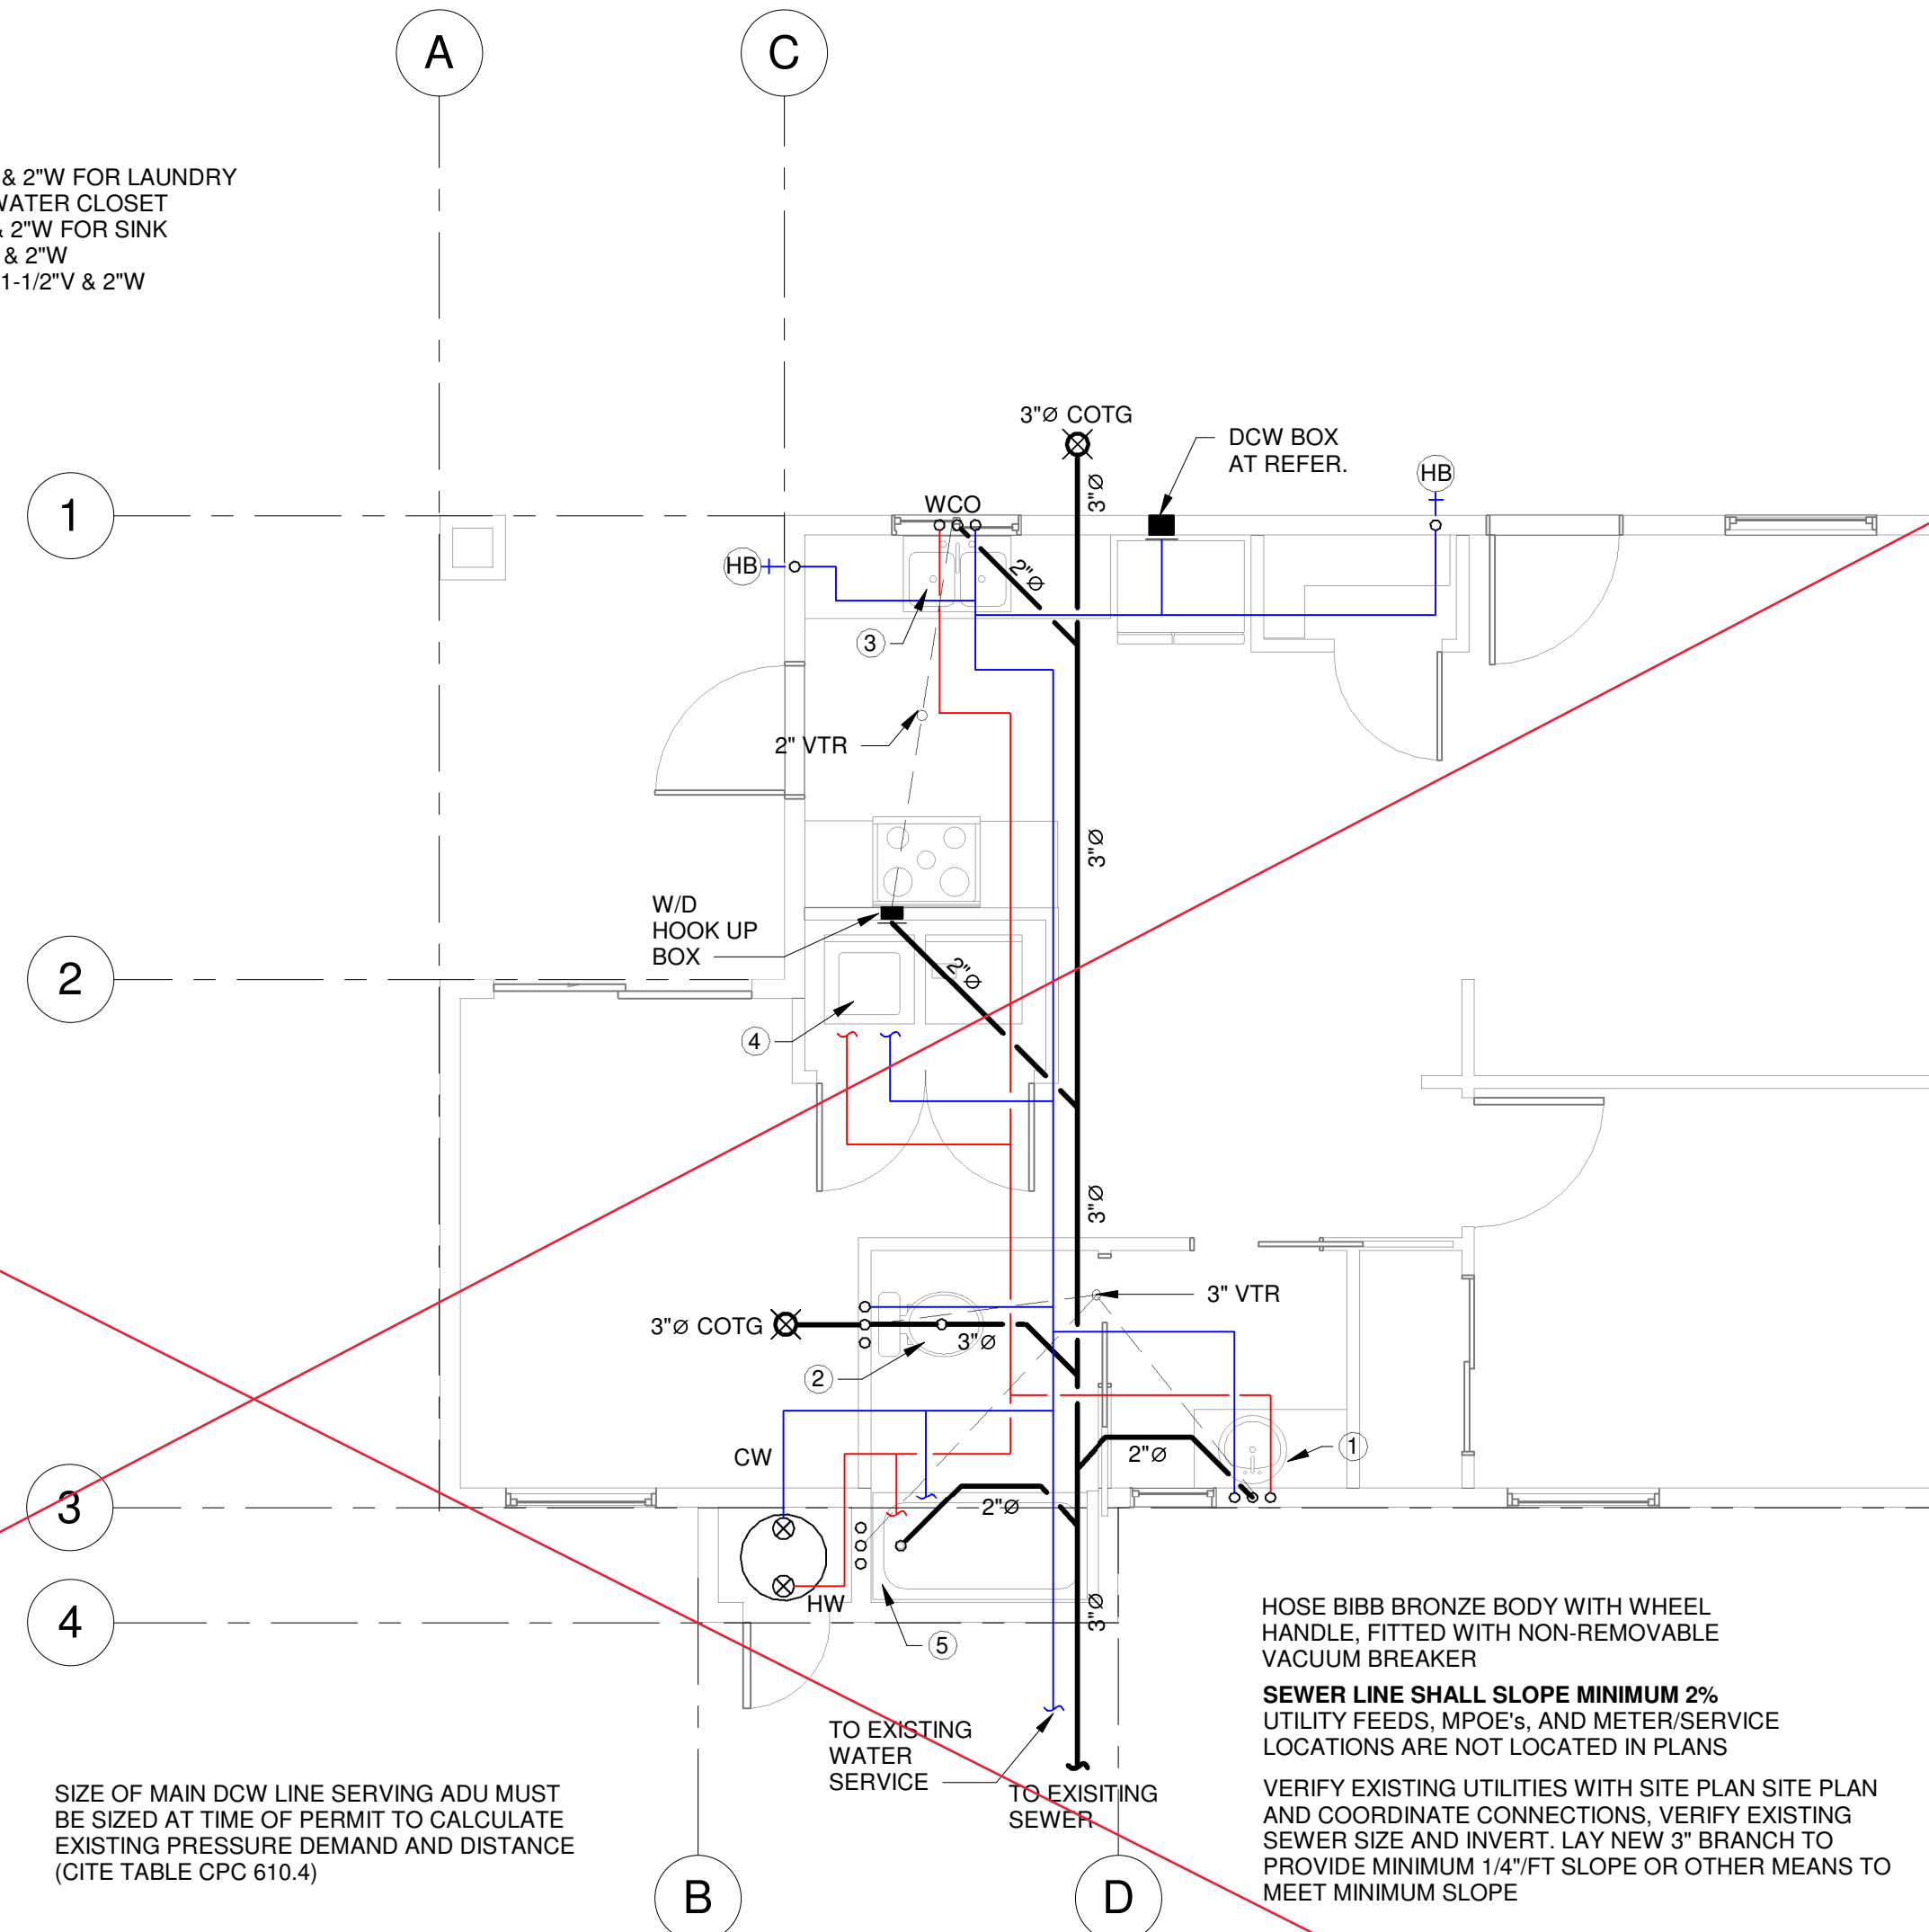 A
C
& 2"W FOR LAUNDRY
WATER CLOSET
& 2"W FOR SINK
& 2"W
1-1/2"V & 2"W
3"Ø COTG
DCW BOX
AT REFER.
HB
3"Ø
1
WCO
HB
2"Ø
3
2" VTR
3"Ø
W/D
HOOK UP
BOX
2"Ø
2
4
3"Ø
3" VTR
3"Ø COTG
3"Ø
2
1
2"Ø
CW
2"Ø
3
HW
3"Ø
4
5
HOSE BIBB BRONZE BODY WITH WHEEL
HANDLE, FITTED WITH NON-REMOVABLE
VACUUM BREAKER
SEWER LINE SHALL SLOPE MINIMUM 2%
UTILITY FEEDS, MPOE's, AND METER/SERVICE
LOCATIONS ARE NOT LOCATED IN PLANS
TO EXISTING
WATER
SERVICE
TO EXISITING
SEWER
SIZE OF MAIN DCW LINE SERVING ADU MUST
BE SIZED AT TIME OF PERMIT TO CALCULATE
EXISTING PRESSURE DEMAND AND DISTANCE
(CITE TABLE CPC 610.4)
VERIFY EXISTING UTILITIES WITH SITE PLAN SITE PLAN
AND COORDINATE CONNECTIONS, VERIFY EXISTING
SEWER SIZE AND INVERT. LAY NEW 3" BRANCH TO
PROVIDE MINIMUM 1/4"/FT SLOPE OR OTHER MEANS TO
MEET MINIMUM SLOPE
B
D